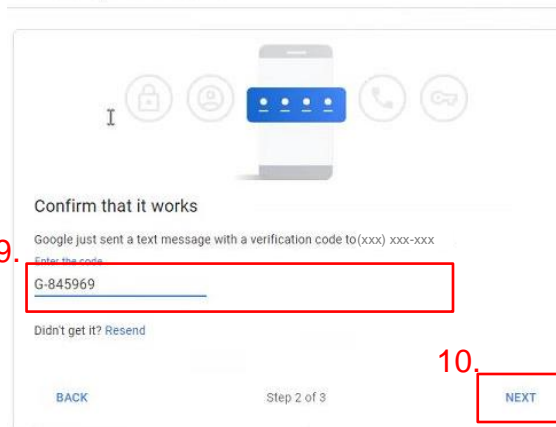 Confirm that it works
Google just sent a text message with a verification code to (xxx) xxx-xxx
9.
Enter the code
G-845969
Didn't get it? Resend
10.
BACK Step 2 of 3 NEXT